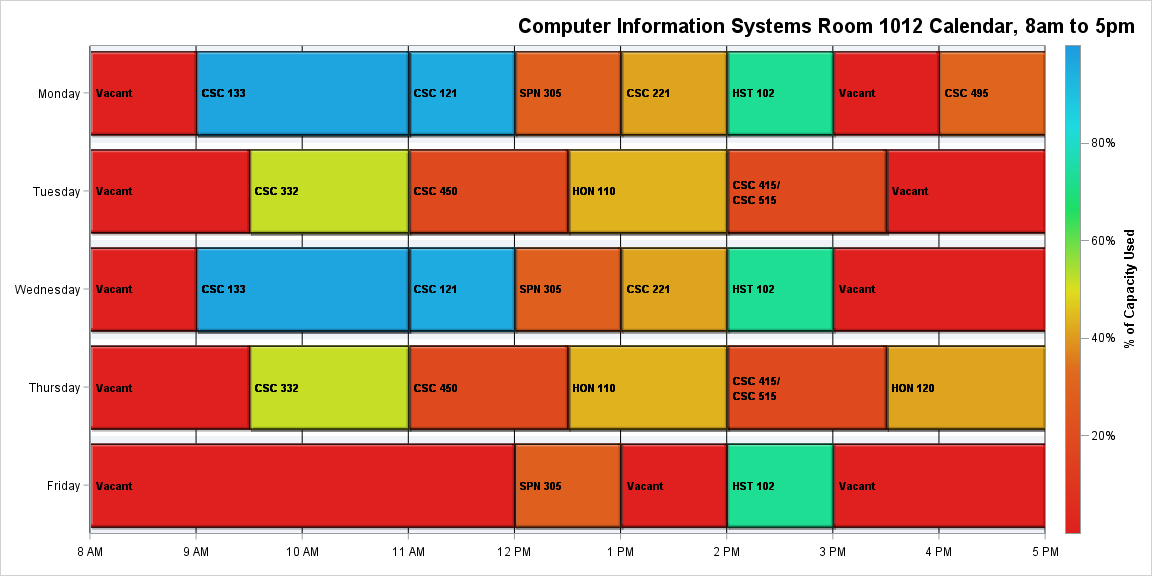 Computer Information Systems Room 1012 Calendar, 8am to 5pm
Monday
Vacant
CSC 133
CSC 121
SPN 305
CSC 221
HST 102
Vacant
CSC 495
Tuesday
Vacant
CSC 332
CSC 450
HON 110
CSC 415/
CSC 515
Vacant
Wednesday
Vacant
CSC 133
CSC 121
SPN 305
CSC 221
HST 102
Vacant
Thursday
Vacant
CSC 332
CSC 450
HON 110
CSC 415/
CSC 515
HON 120
Friday
Vacant
SPN 305
Vacant
HST 102
Vacant
8 AM
9 AM
10 AM
11 AM
12 PM
1 PM
2 PM
3 PM
4 PM
5 PM
80%
60%
40%
20%
% of Capacity Used